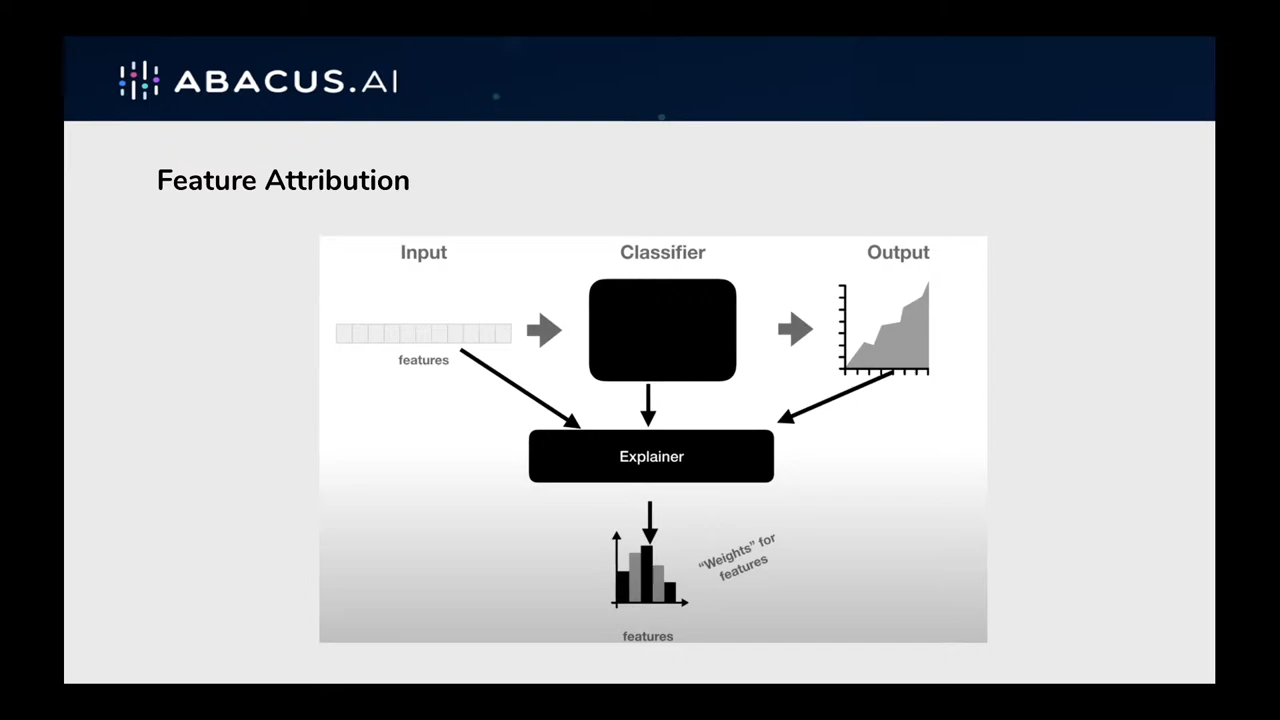 ABACUS.AI
Feature Attribution
Input
Classifier
Output
features
Explainer
"Weights" for
features
features